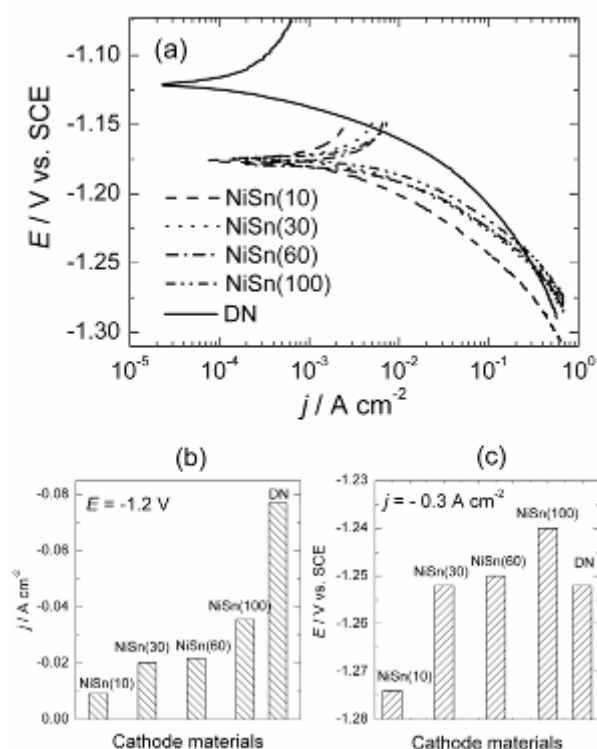 (a)
-1.10
-1.15
-1.20
-1.25
-1.30
E / V vs. SCE
NiSn(10)
NiSn(30)
NiSn(60)
NiSn(100)
DN
10⁻⁵ 10⁻⁴ 10⁻³ 10⁻² 10⁻¹ 10⁰
j / A cm⁻²
(b)
E = -1.2 V
-0.08
-0.06
-0.04
-0.02
0.00
j / A cm⁻²
NiSn(10)
NiSn(30)
NiSn(60)
NiSn(100)
DN
Cathode materials
(c)
j = - 0.3 A cm⁻²
-1.23
-1.24
-1.25
-1.26
-1.27
-1.28
E / V vs. SCE
NiSn(10)
NiSn(30)
NiSn(60)
NiSn(100)
DN
Cathode materials